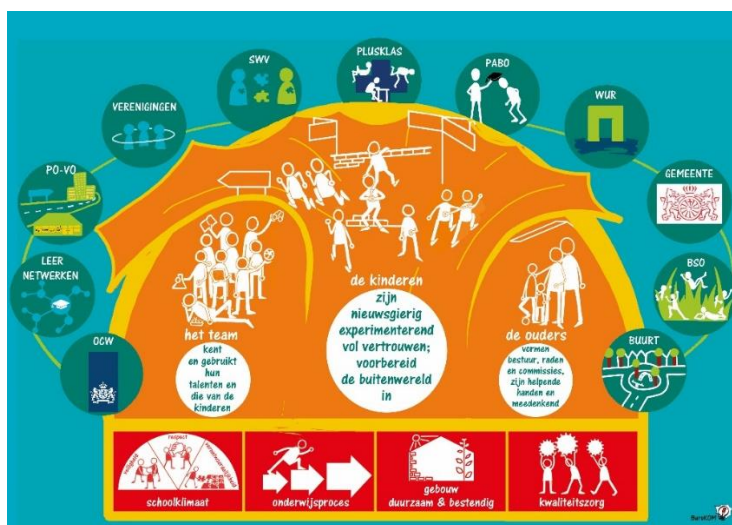 PLUSKLAS
SWV
PABO
VERENIGINGEN
WUR
PO-VO
GEMEENTE
LEER
NETWERKEN
BSO
OCW
BUURT
het team
kent
en gebruikt
hun
talenten en
die van de
kinderen
de kinderen
zijn
nieuwsgierig
experimenterend
vol vertrouwen;
voorbereid
de buitenwereld
in
de ouders
vormen
bestuur, raden
en
commissies,
zijn helpende
handen en
meedenkend
veiligheid
respect
verantwoordelijkheid
schoolklimaat
onderwijsproces
gebouw
duurzaam & bestendig
kwaliteitszorg